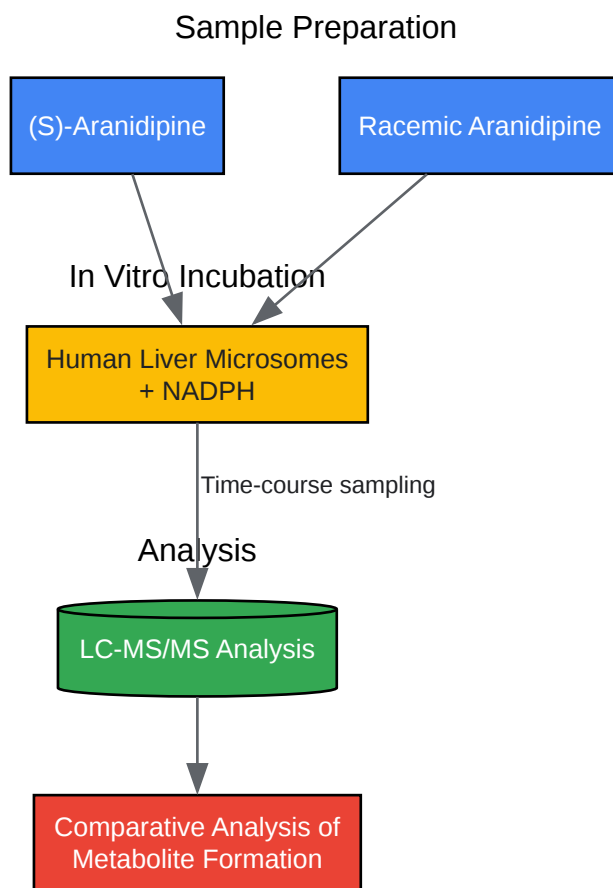 Sample Preparation
(S)-Aranidipine
Racemic Aranidipine
In Vitro Incubation
Human Liver Microsomes
+ NADPH
Time-course sampling
Analysis
LC-MS/MS Analysis
Comparative Analysis of
Metabolite Formation